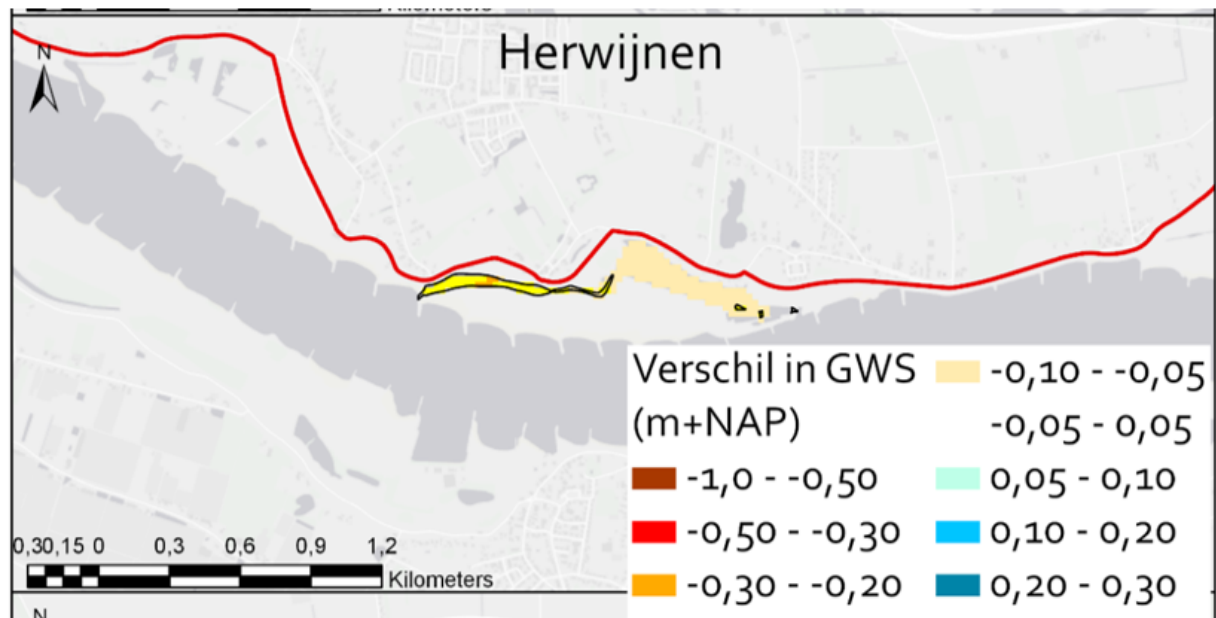 Kilometers
Herwijnen
N
Verschil in GWS
(m+NAP)
-1,0 - -0,50
-0,50 - -0,30
-0,30 - -0,20
-0,10 - -0,05
-0,05 - 0,05
0,05 - 0,10
0,10 - 0,20
0,20 - 0,30
0,30,15 0 0,3 0,6 0,9 1,2
Kilometers
N